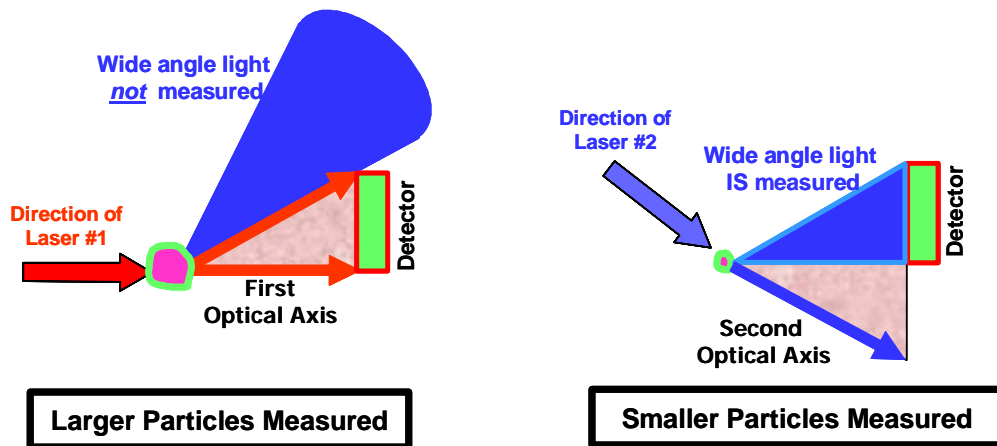 Wide angle light
not measured
Direction of
Laser #1
Detector
First
Optical Axis
Larger Particles Measured
Direction of
Laser #2
Wide angle light
IS measured
Detector
Second
Optical Axis
Smaller Particles Measured